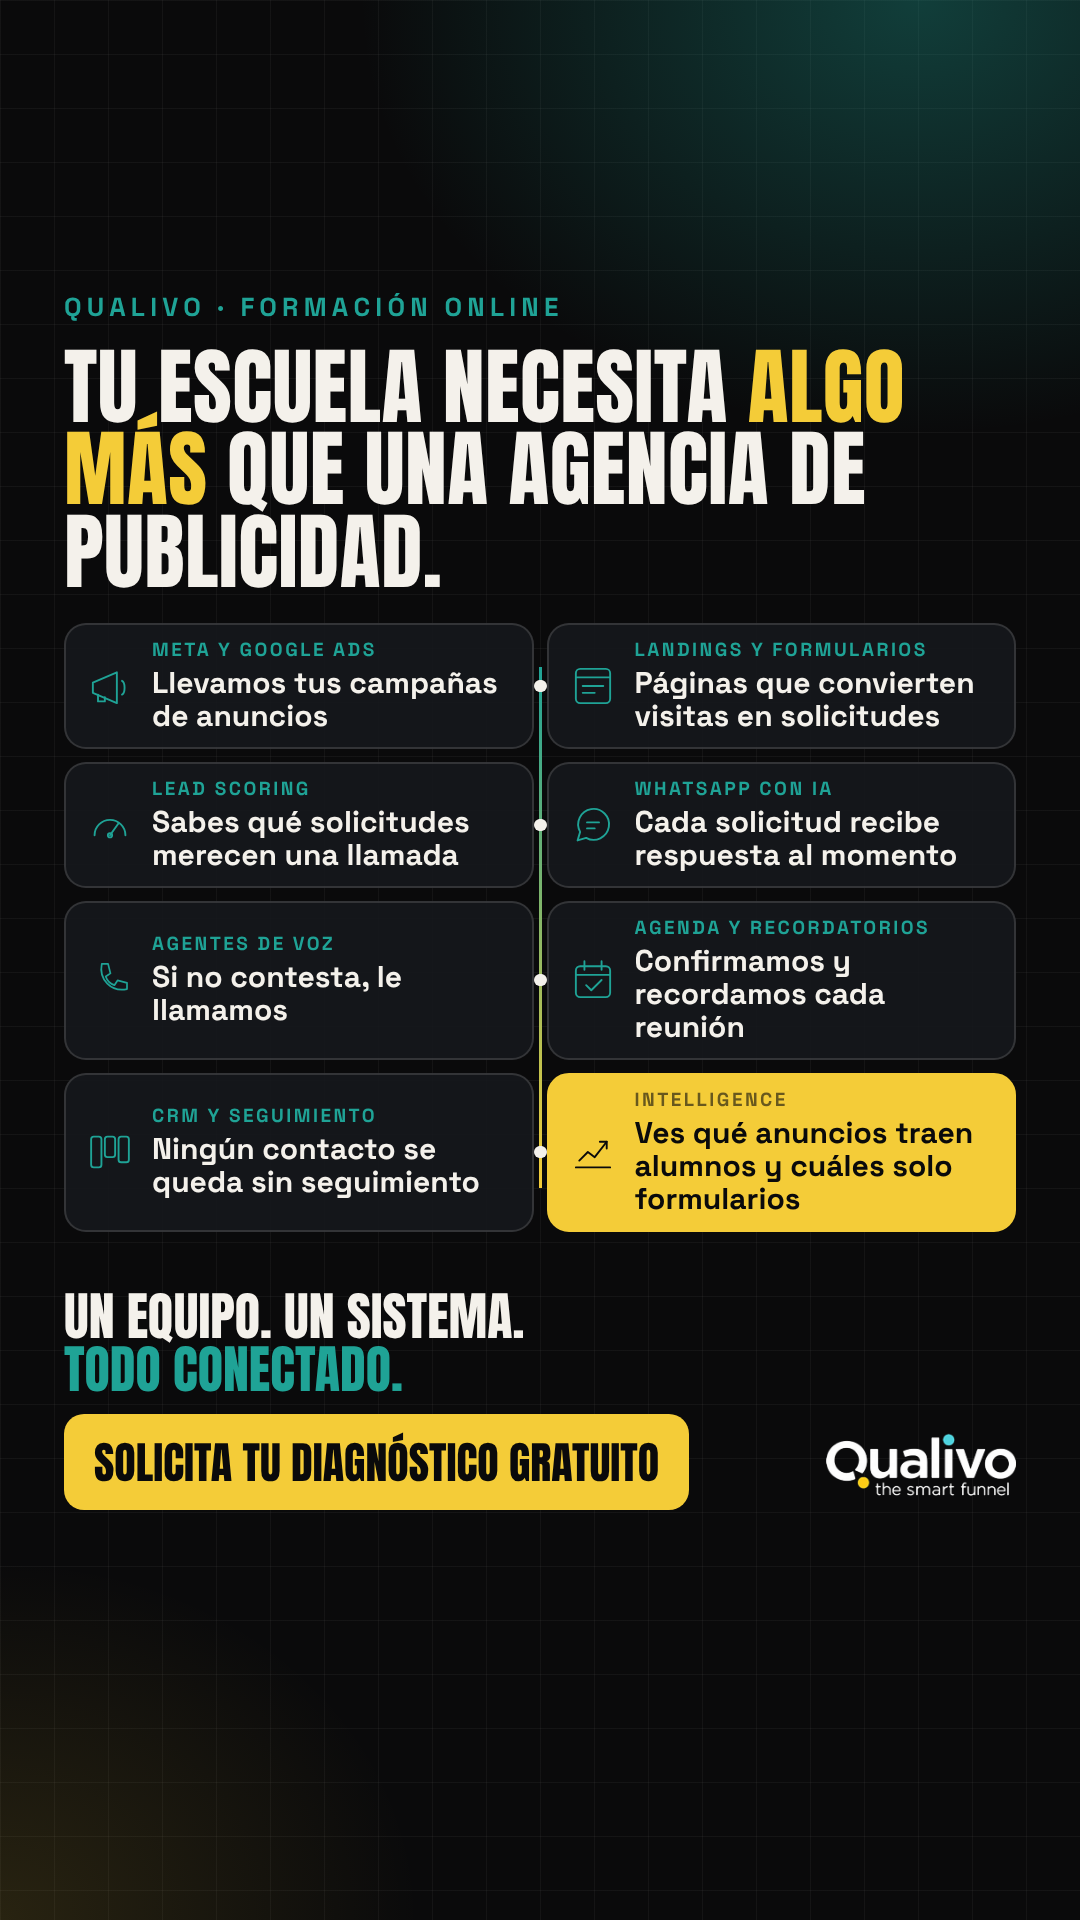 QUALIVO · FORMACIÓN ONLINE
TU ESCUELA NECESITA ALGO
MÁS QUE UNA AGENCIA DE
PUBLICIDAD.
META Y GOOGLE ADS
Llevamos tus campañas
de anuncios
LANDINGS Y FORMULARIOS
Páginas que convierten
visitas en solicitudes
LEAD SCORING
Sabes qué solicitudes
merecen una llamada
WHATSAPP CON IA
Cada solicitud recibe
respuesta al momento
AGENTES DE VOZ
Si no contesta, le
llamamos
AGENDA Y RECORDATORIOS
Confirmamos y
recordamos cada
reunión
CRM Y SEGUIMIENTO
Ningún contacto se
queda sin seguimiento
INTELLIGENCE
Ves qué anuncios traen
alumnos y cuáles solo
formularios
UN EQUIPO. UN SISTEMA.
TODO CONECTADO.
SOLICITA TU DIAGNÓSTICO GRATUITO
Qualivo
the smart funnel